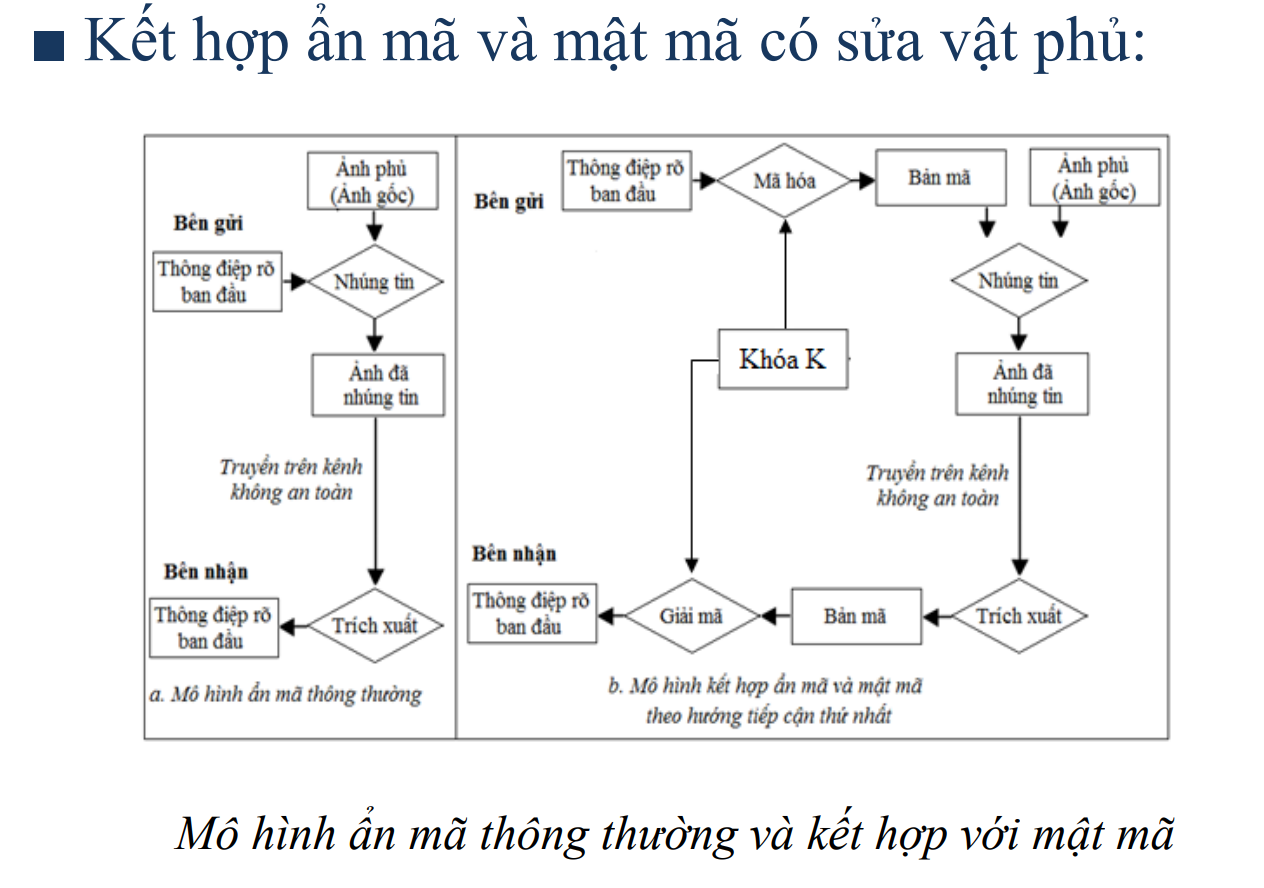 ■ Kết hợp ẩn mã và mật mã có sửa vật phủ:
Ảnh phủ
(Ảnh gốc)
Bên gửi
Thông điệp rõ
ban đầu
Nhúng tin
Ảnh đã
nhúng tin
Truyền trên kênh
không an toàn
Bên nhận
Thông điệp rõ
ban đầu
Trích xuất
a. Mô hình ẩn mã thông thường
Bên gửi
Thông điệp rõ
ban đầu
Mã hóa
Bản mã
Ảnh phủ
(Ảnh gốc)
Nhúng tin
Khóa K
Ảnh đã
nhúng tin
Truyền trên kênh
không an toàn
Bên nhận
Thông điệp rõ
ban đầu
Giải mã
Bản mã
Trích xuất
b. Mô hình kết hợp ẩn mã và mật mã
theo hướng tiếp cận thứ nhất
Mô hình ẩn mã thông thường và kết hợp với mật mã